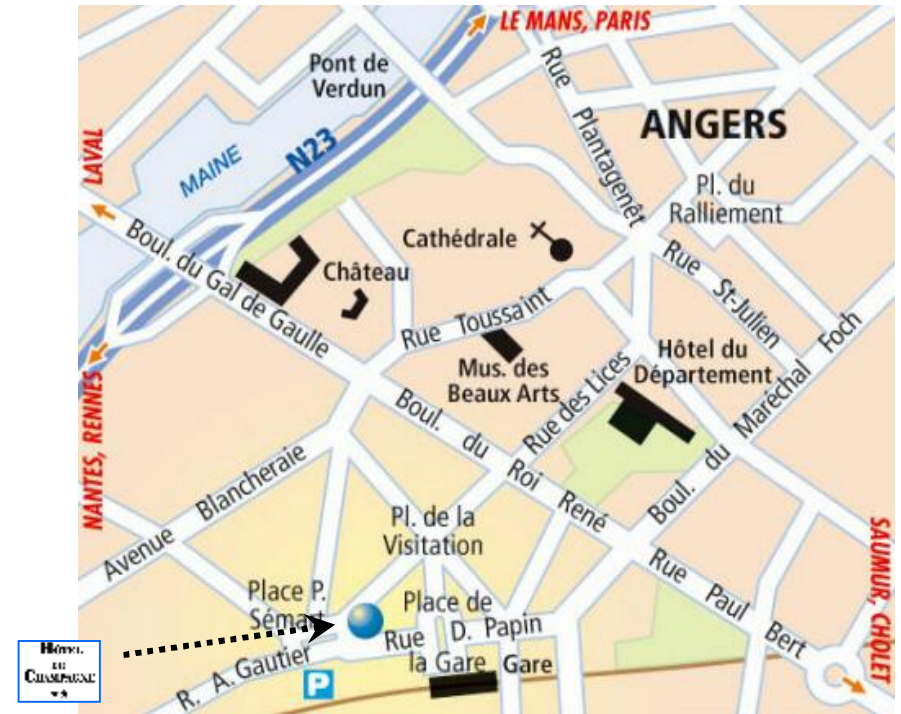 LE MANS, PARIS
Pont de
Verdun
Rue Plantagenêt
ANGERS
N23
MAINE
LAVAL
Pl. du
Ralliement
Boul. du Gal de Gaulle
Cathédrale
Château
Rue St-Julien
Rue Toussaint
Mus. des
Beaux Arts
Hôtel du
Département
Boul. du Maréchal Foch
Rue des Lices
NANTES, RENNES
Boul. du Roi René
Avenue Blancheraie
Pl. de la
Visitation
Rue Paul Bert
SAUMUR, CHOLET
Place P.
Sémart
Place de
la Gare
Rue D. Papin
Gare
R. A. Gautier
P
HÔTEL
DE
CHAMPAGNE